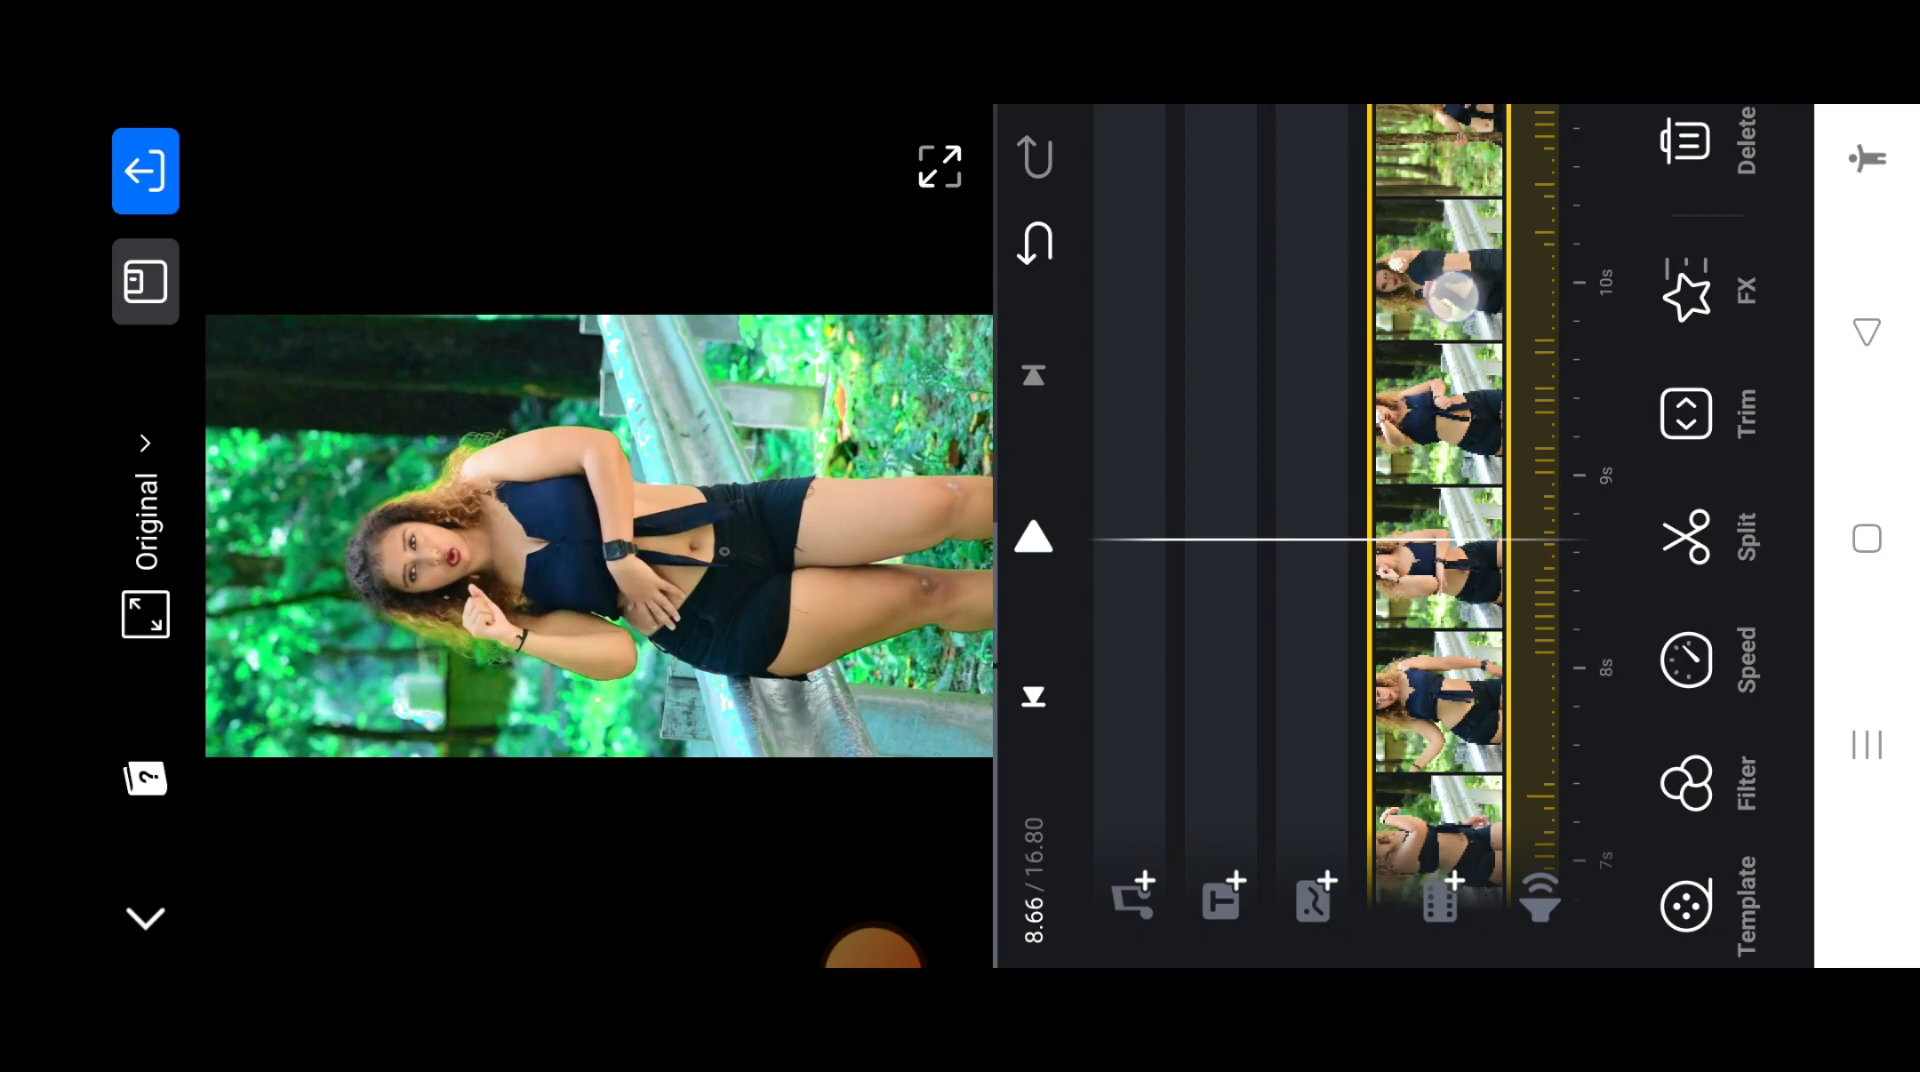 Original
?
8.66 / 16.80
T
7s
8s
9s
10s
Template
Filter
Speed
Split
Trim
FX
Delete